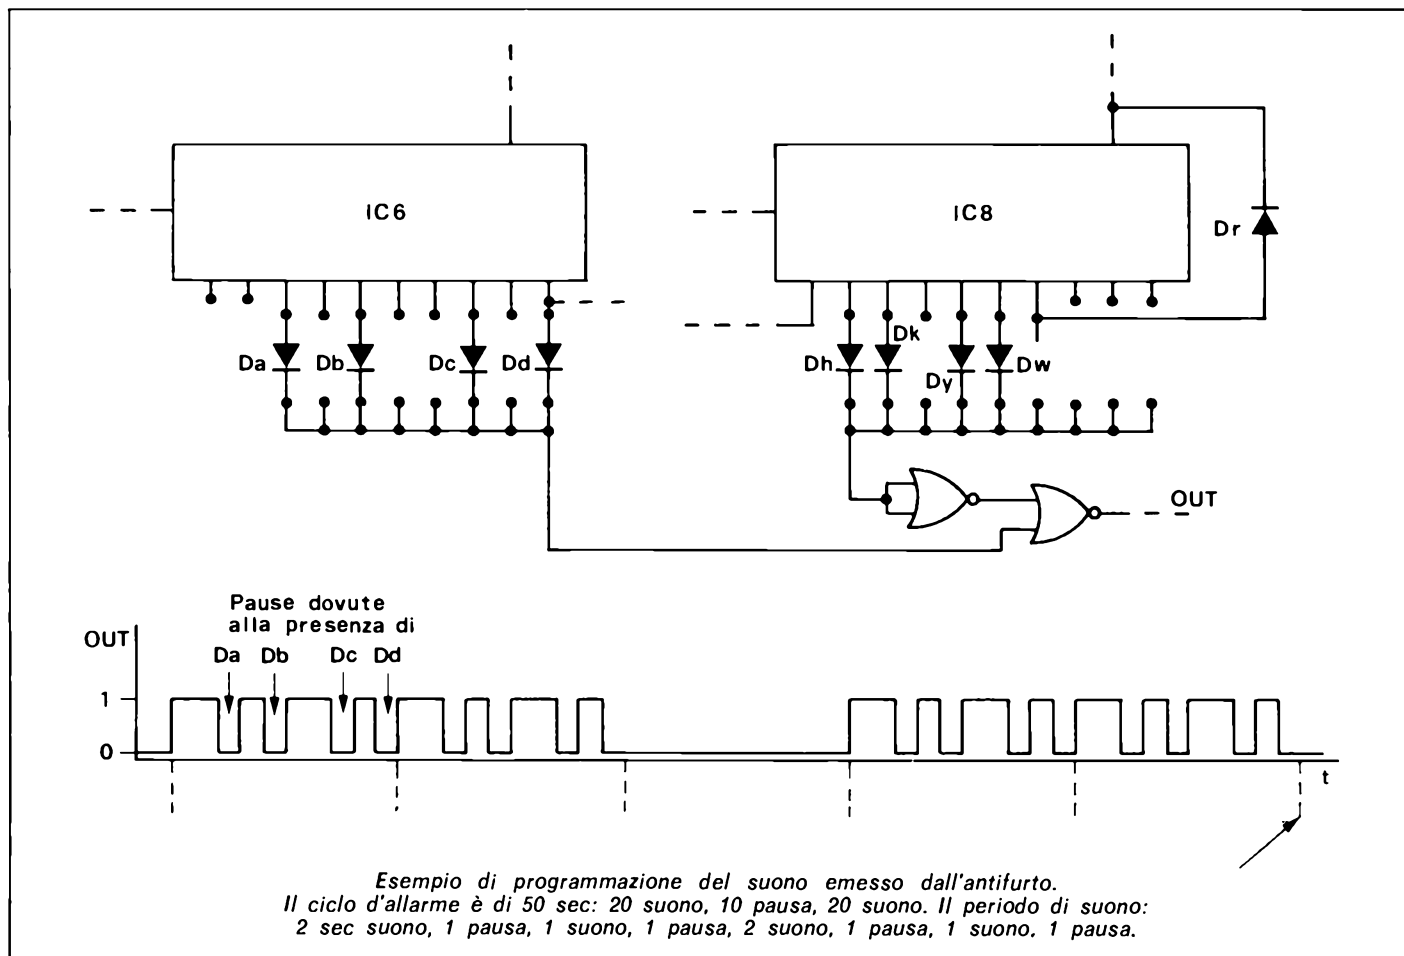 IC6
IC8
Dr
Da
Db
Dc
Dd
Dh
Dk
Dy
Dw
OUT
Pause dovute
alla presenza di
Da Db Dc Dd
OUT
1
0
t
Esempio di programmazione del suono emesso dall'antifurto.
Il ciclo d'allarme è di 50 sec: 20 suono, 10 pausa, 20 suono. Il periodo di suono:
2 sec suono, 1 pausa, 1 suono, 1 pausa, 2 suono, 1 pausa, 1 suono, 1 pausa.